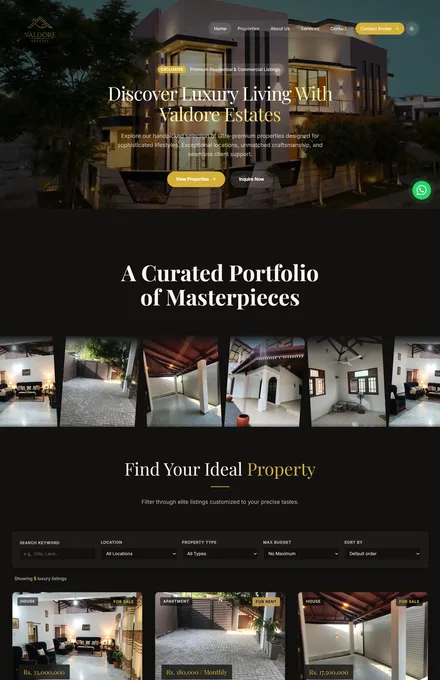 VALDORE
ESTATES
Home Properties About Us Services Contact Contact Broker →
EXCLUSIVE Premium Residential & Commercial Listings
Discover Luxury Living With
Valdore Estates
Explore our handpicked selection of ultra-premium properties designed for
sophisticated lifestyles. Exceptional locations, unmatched craftsmanship, and
seamless client support.
View Properties → Inquire Now
A Curated Portfolio
of Masterpieces
Find Your Ideal Property
Filter through elite listings customized to your precise tastes.
SEARCH KEYWORD LOCATION PROPERTY TYPE MAX BUDGET SORT BY
e.g. Villa, Land... All Locations All Types No Maximum Default order
Showing 5 luxury listings
HOUSE FOR SALE APARTMENT FOR RENT HOUSE FOR SALE
Rs. 33,000,000 Rs. 180,000 / Monthly Rs. 17,500,000